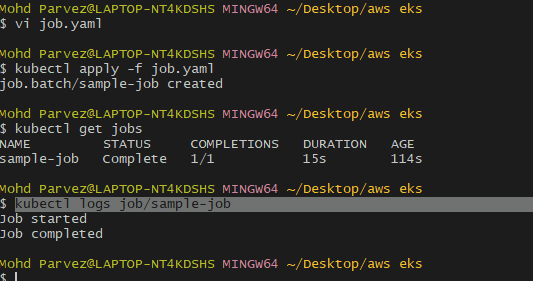 Mohd Parvez@LAPTOP-NT4KDSHS MINGW64 ~/Desktop/aws eks
$ vi job.yaml
Mohd Parvez@LAPTOP-NT4KDSHS MINGW64 ~/Desktop/aws eks
$ kubectl apply -f job.yaml
job.batch/sample-job created
Mohd Parvez@LAPTOP-NT4KDSHS MINGW64 ~/Desktop/aws eks
$ kubectl get jobs
NAME STATUS COMPLETIONS DURATION AGE
sample-job Complete 1/1 15s 114s
Mohd Parvez@LAPTOP-NT4KDSHS MINGW64 ~/Desktop/aws eks
$ kubectl logs job/sample-job
Job started
Job completed
Mohd Parvez@LAPTOP-NT4KDSHS MINGW64 ~/Desktop/aws eks
$